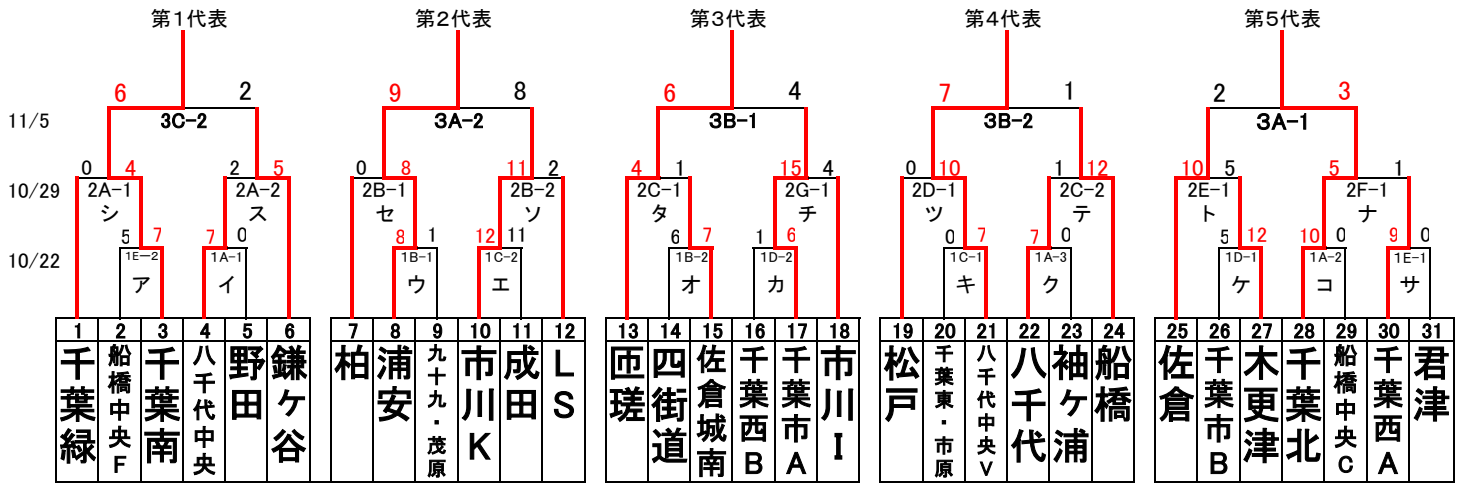 第1代表 第2代表 第3代表 第4代表 第5代表
6 2 9 8 6 4 7 1 2 3
11/5 3C-2 3A-2 3B-1 3B-2 3A-1
0 4 2 5 0 8 11 2 4 1 15 4 0 10 1 12 10 5 5 1
10/29 2A-1 2A-2 2B-1 2B-2 2C-1 2G-1 2D-1 2C-2 2E-1 2F-1
シ ス セ ソ タ チ ツ テ ト ナ
5 7 7 0 8 1 12 11 6 7 1 6 0 7 7 0 5 12 10 0 9 0
10/22 1E-2 1A-1 1B-1 1C-2 1B-2 1D-2 1C-1 1A-3 1D-1 1A-2 1E-1
ア イ ウ エ オ カ キ ク ケ コ サ
1 2 3 4 5 6 7 8 9 10 11 12 13 14 15 16 17 18 19 20 21 22 23 24 25 26 27 28 29 30 31
千葉緑
船橋中央F
千葉南
八千代中央
野田
鎌ケ谷
柏
浦安
九十九・茂原
市川K
成田
LS
匝瑳
四街道
佐倉城南
千葉西B
千葉市A
市川I
松戸
千葉東・市原
八千代中央V
八千代
袖ヶ浦
船橋
佐倉
千葉市B
木更津
千葉北
船橋中央C
千葉西A
君津